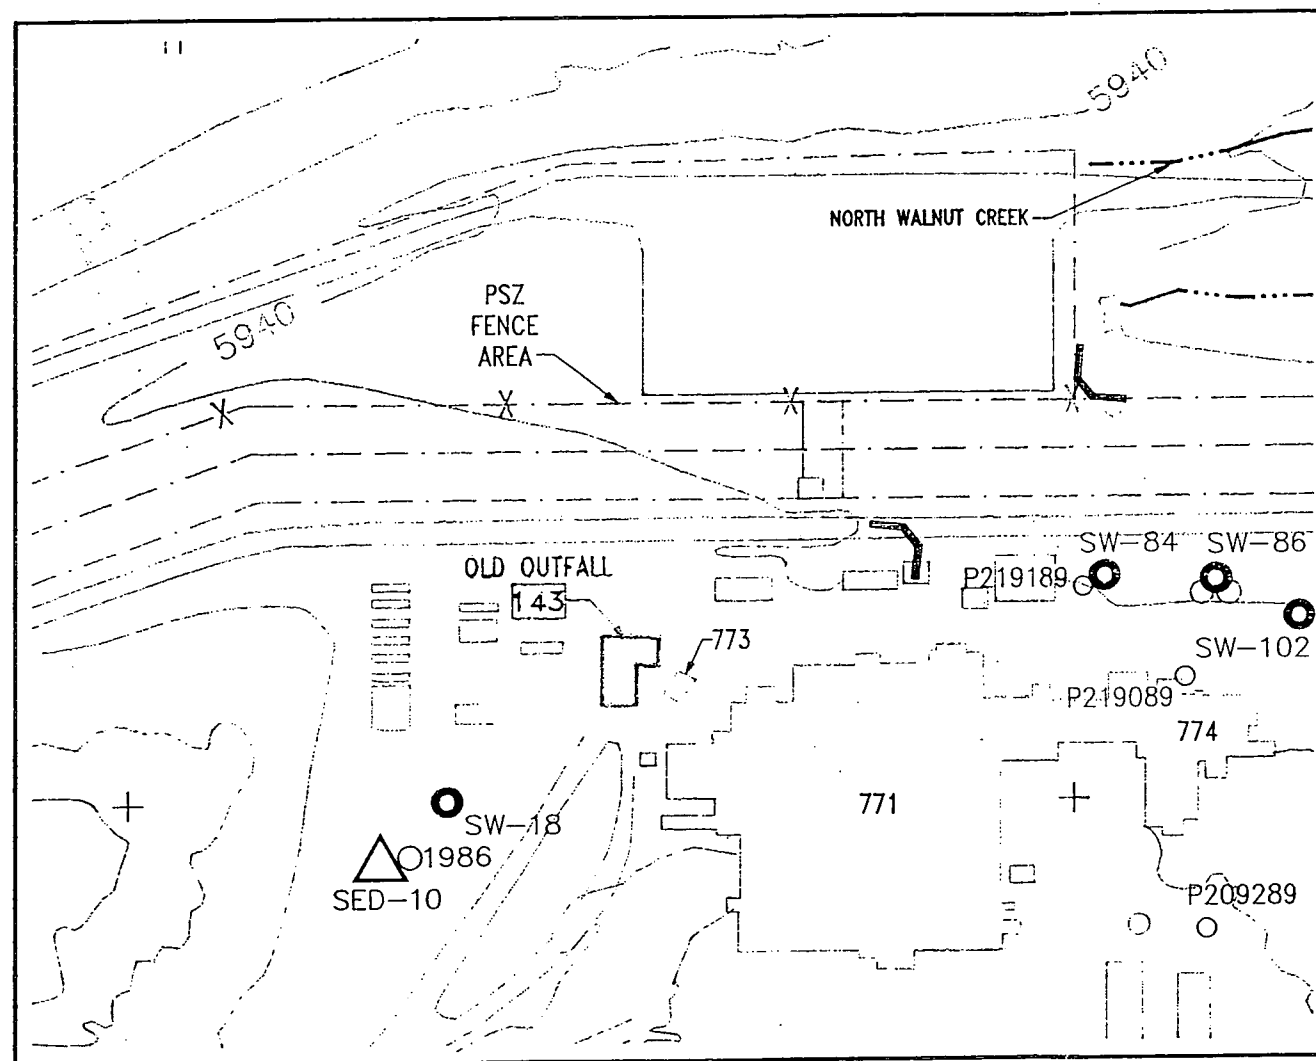 5940
NORTH WALNUT CREEK
PSZ
FENCE
AREA
5940
SW-84
SW-86
OLD OUTFALL
P219189
143
773
SW-102
P219089
774
771
SW-18
1986
SED-10
P209289